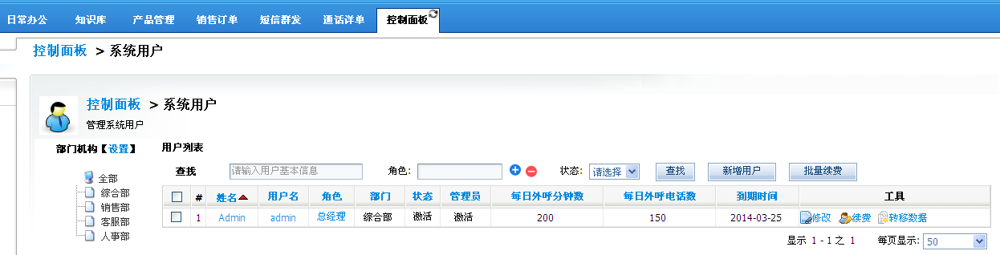 日常办公 知识库 产品管理 销售订单 短信群发 通话详单 控制面板
控制面板 > 系统用户
控制面板 > 系统用户
管理系统用户
部门机构【设置】
全部
综合部
销售部
客服部
人事部
用户列表
查找 请输入用户基本信息 角色: 状态: 请选择 查找 新增用户 批量续费
# 姓名 用户名 角色 部门 状态 管理员 每日外呼分钟数 每日外呼电话数 到期时间 工具
1 Admin admin 总经理 综合部 激活 激活 200 150 2014-03-25 修改 续费 转移数据
显示 1 - 1 之 1 每页显示: 50